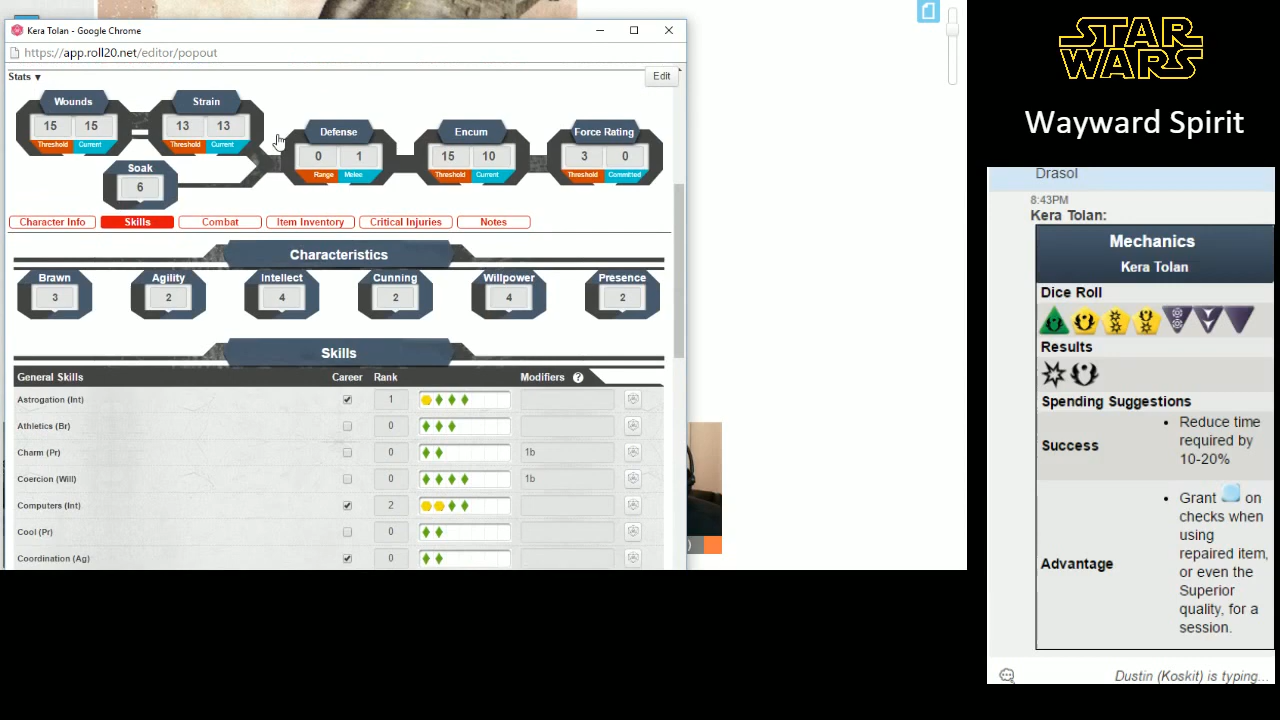 Kera Tolan - Google Chrome
https://app.roll20.net/editor/popout
Stats ▼
Edit
Wounds
15 15
Threshold Current
Strain
13 13
Threshold Current
Soak
6
Defense
0 1
Range Melee
Encum
15 10
Threshold Current
Force Rating
3 0
Threshold Committed
Character Info Skills Combat Item Inventory Critical Injuries Notes
Characteristics
Brawn Agility Intellect Cunning Willpower Presence
3 2 4 2 4 2
Skills
General Skills Career Rank Modifiers ?
Astrogation (Int) 1
Athletics (Br) 0
Charm (Pr) 0 1b
Coercion (Will) 0 1b
Computers (Int) 2
Cool (Pr) 0
Coordination (Ag) 0
STAR
WARS
Wayward Spirit
Drasol
8:43PM
Kera Tolan:
Mechanics
Kera Tolan
Dice Roll
Results
Spending Suggestions
Success
• Reduce time
required by
10-20%
Advantage
• Grant on
checks when
using
repaired item,
or even the
Superior
quality, for a
session.
Dustin (Koskit) is typing...